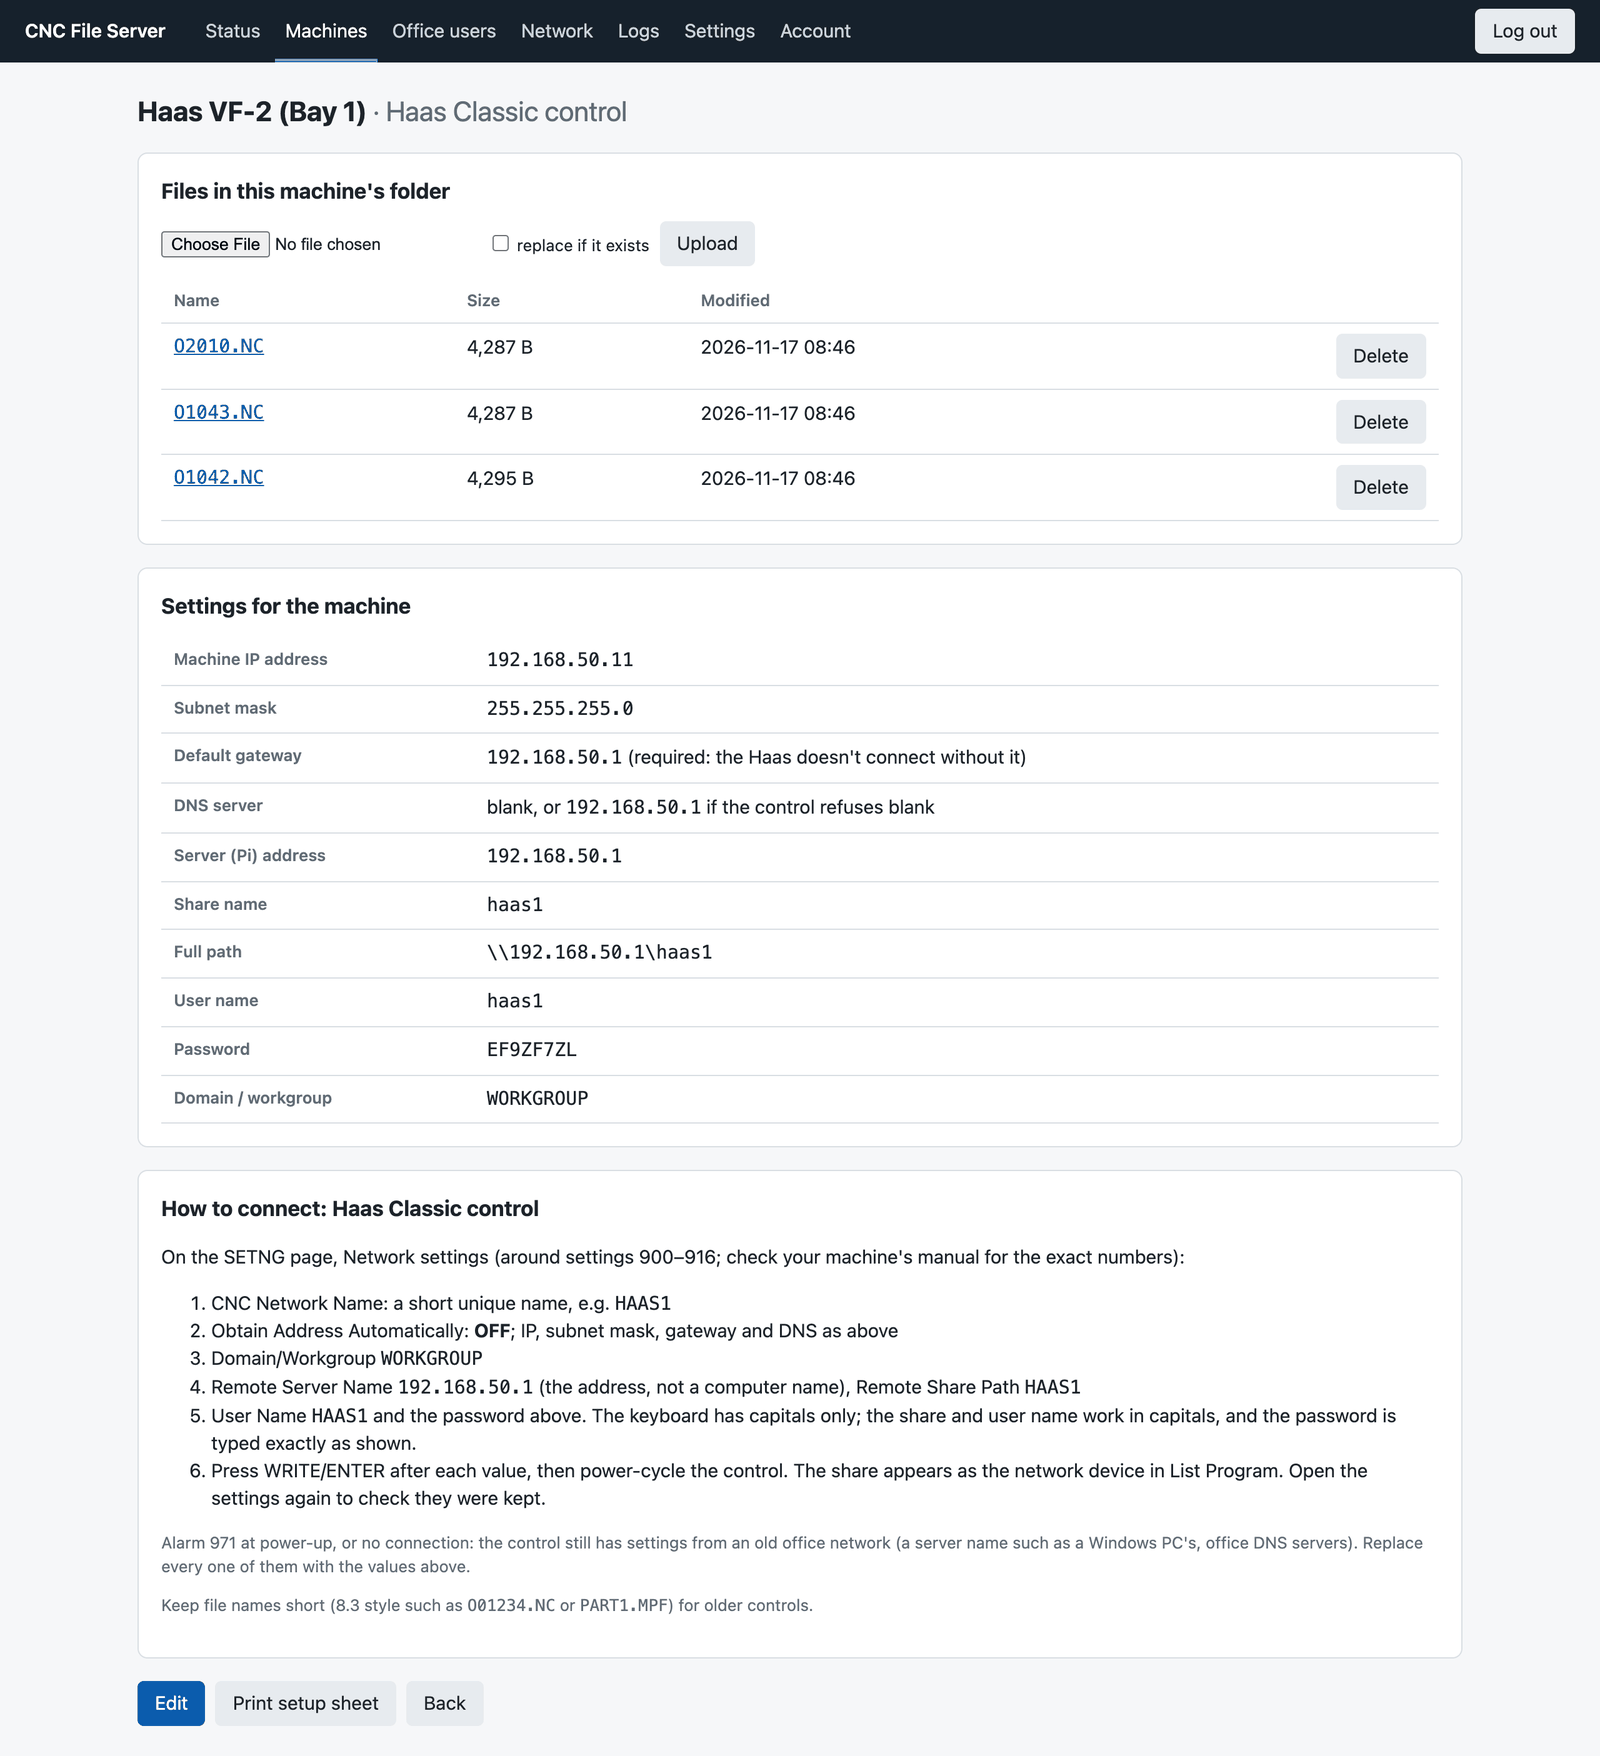 CNC File Server Status Machines Office users Network Logs Settings Account Log out
Haas VF-2 (Bay 1) · Haas Classic control
Files in this machine's folder
Choose File No file chosen replace if it exists Upload
Name Size Modified
O2010.NC 4,287 B 2026-11-17 08:46 Delete
O1043.NC 4,287 B 2026-11-17 08:46 Delete
O1042.NC 4,295 B 2026-11-17 08:46 Delete
Settings for the machine
Machine IP address 192.168.50.11
Subnet mask 255.255.255.0
Default gateway 192.168.50.1 (required: the Haas doesn't connect without it)
DNS server blank, or 192.168.50.1 if the control refuses blank
Server (Pi) address 192.168.50.1
Share name haas1
Full path \\192.168.50.1\haas1
User name haas1
Password EF9ZF7ZL
Domain / workgroup WORKGROUP
How to connect: Haas Classic control
On the SETNG page, Network settings (around settings 900–916; check your machine's manual for the exact numbers):
1. CNC Network Name: a short unique name, e.g. HAAS1
2. Obtain Address Automatically: OFF; IP, subnet mask, gateway and DNS as above
3. Domain/Workgroup WORKGROUP
4. Remote Server Name 192.168.50.1 (the address, not a computer name), Remote Share Path HAAS1
5. User Name HAAS1 and the password above. The keyboard has capitals only; the share and user name work in capitals, and the password is
typed exactly as shown.
6. Press WRITE/ENTER after each value, then power-cycle the control. The share appears as the network device in List Program. Open the
settings again to check they were kept.
Alarm 971 at power-up, or no connection: the control still has settings from an old office network (a server name such as a Windows PC's, office DNS servers). Replace
every one of them with the values above.
Keep file names short (8.3 style such as O01234.NC or PART1.MPF) for older controls.
Edit Print setup sheet Back